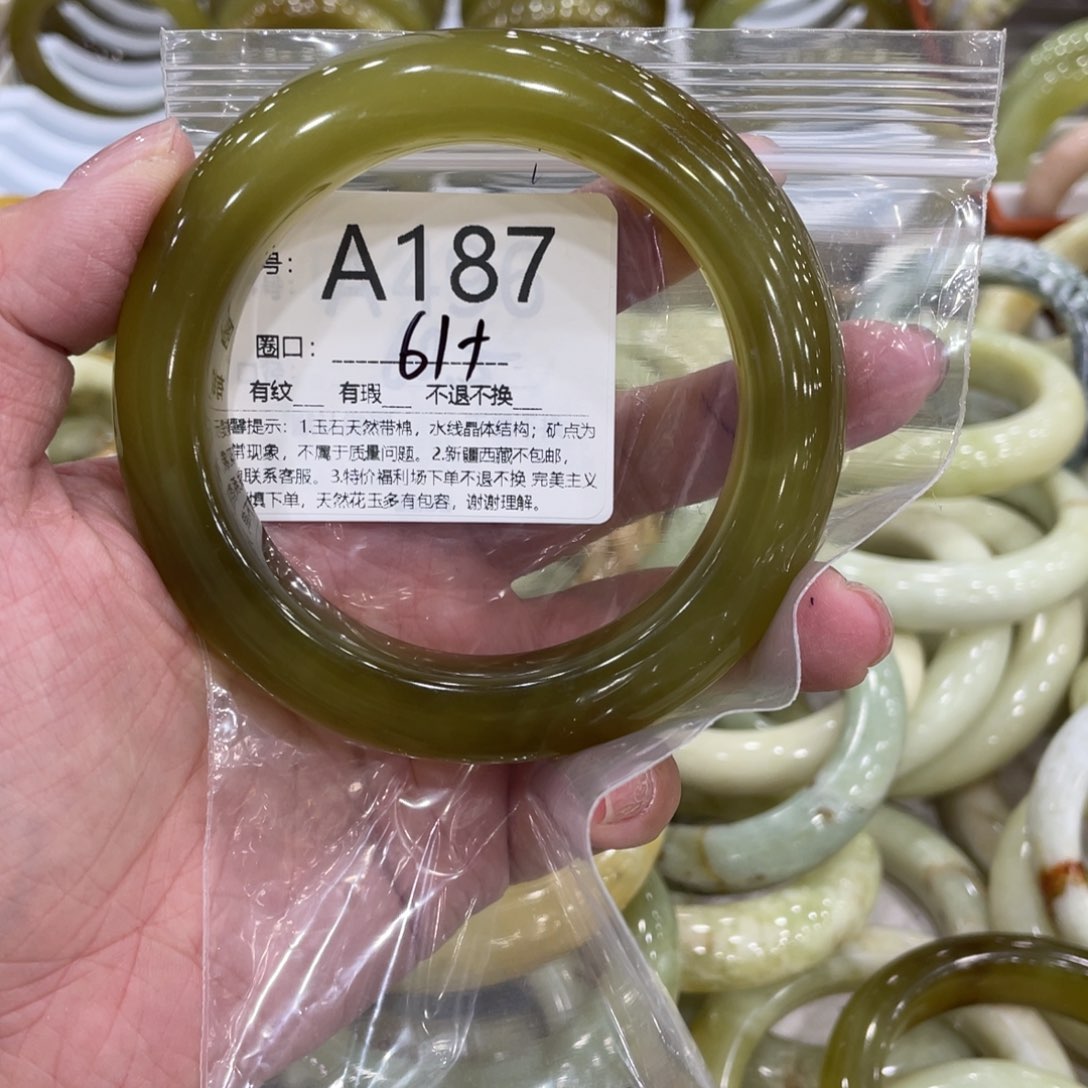 号： A187
圈口： 61+
有纹__ 有瑕__ 不退不换__
馨提示：1.玉石天然带棉，水线晶体结构；矿点为
常现象，不属于质量问题。2.新疆西藏不包邮，
联系客服。3.特价福利场下单不退不换 完美主义
慎下单，天然花玉多有包容，谢谢理解。